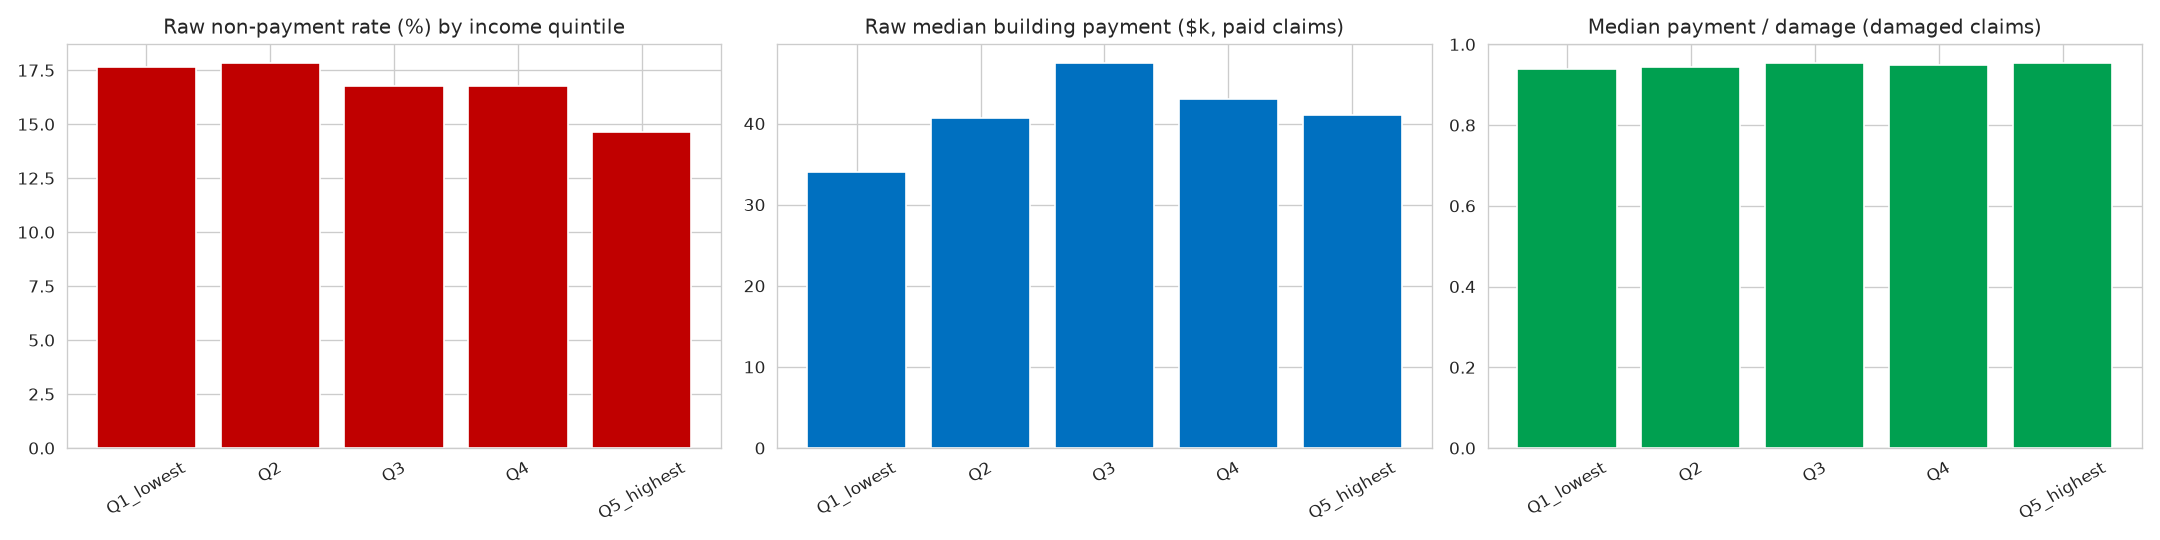 Raw non-payment rate (%) by income quintile
17.5
15.0
12.5
10.0
7.5
5.0
2.5
0.0
Q1_lowest
Q2
Q3
Q4
Q5_highest
Raw median building payment ($k, paid claims)
40
30
20
10
0
Q1_lowest
Q2
Q3
Q4
Q5_highest
Median payment / damage (damaged claims)
1.0
0.8
0.6
0.4
0.2
0.0
Q1_lowest
Q2
Q3
Q4
Q5_highest